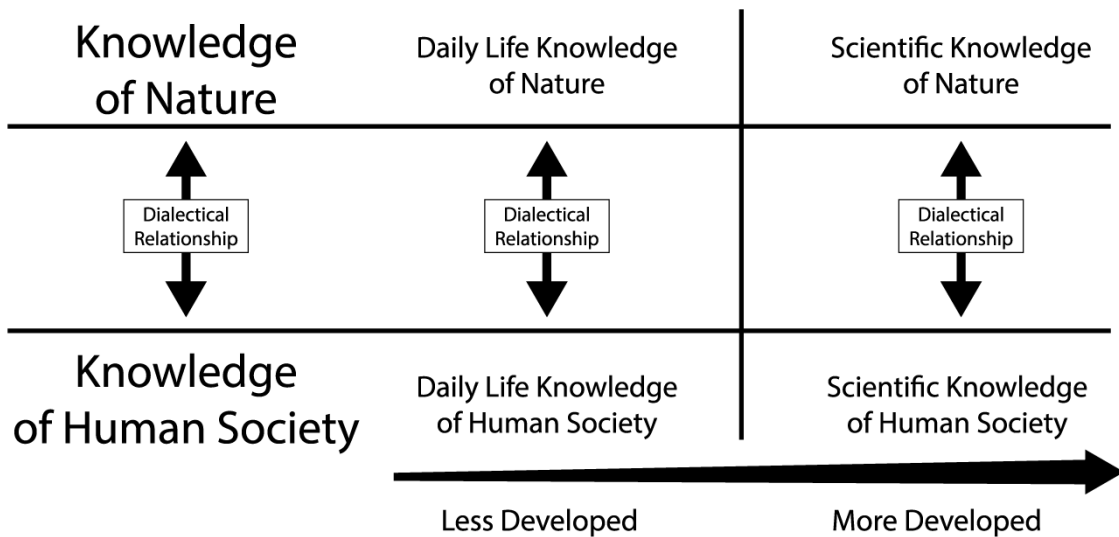 Knowledge
of Nature
Daily Life Knowledge
of Nature
Scientific Knowledge
of Nature
Dialectical
Relationship
Dialectical
Relationship
Dialectical
Relationship
Knowledge
of Human Society
Daily Life Knowledge
of Human Society
Scientific Knowledge
of Human Society
Less Developed
More Developed